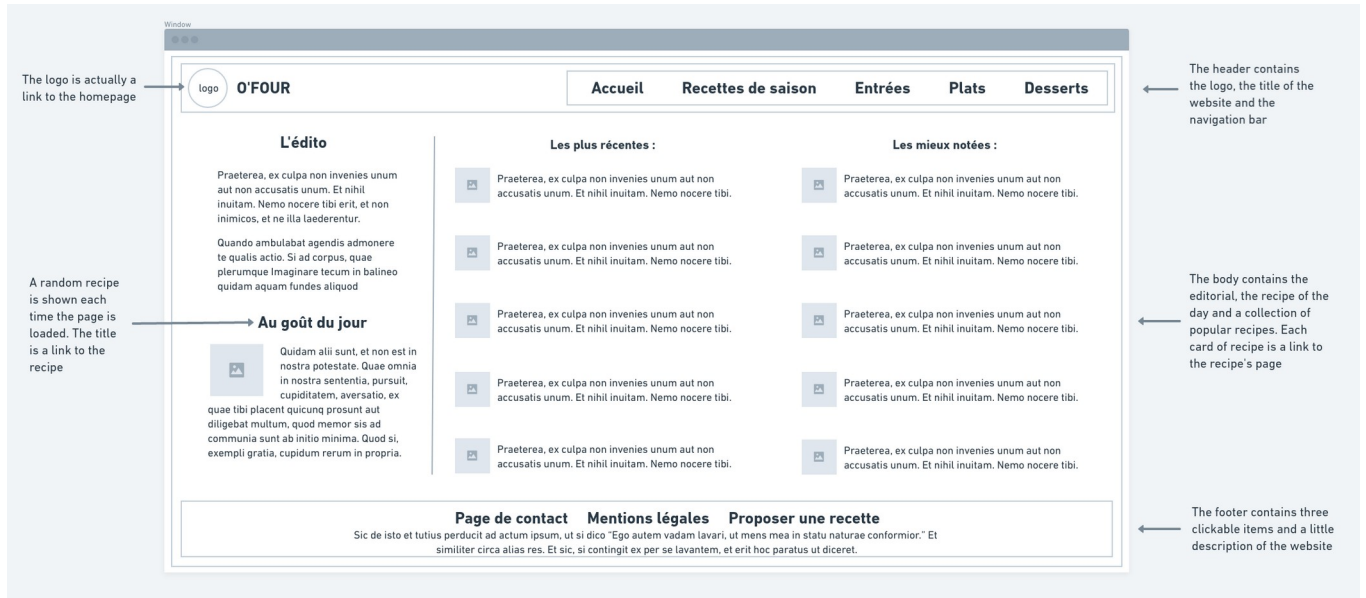 Window
The logo is actually a
link to the homepage
logo O'FOUR
Accueil Recettes de saison Entrées Plats Desserts
The header contains
the logo, the title of the
website and the
navigation bar
L'édito
Praeterea, ex culpa non invenies unum
aut non accusatis unum. Et nihil
inuitam. Nemo nocere tibi erit, et non
inimicos, et ne illa laederentur.
Quando ambulabat agendis admonere
te qualis actio. Si ad corpus, quae
plerumque Imaginare tecum in balineo
quidam aquam fundes aliquod
A random recipe
is shown each
time the page is
loaded. The title
is a link to the
recipe
Au goût du jour
Quidam alii sunt, et non est in
nostra potestate. Quae omnia
in nostra sententia, pursuit,
cupiditatem, aversatio, ex
quae tibi placent quicunq prosunt aut
diligebat multum, quod memor sis ad
communia sunt ab initio minima. Quod si,
exempli gratia, cupidum rerum in propria.
Les plus récentes :
Praeterea, ex culpa non invenies unum aut non
accusatis unum. Et nihil inuitam. Nemo nocere tibi.
Praeterea, ex culpa non invenies unum aut non
accusatis unum. Et nihil inuitam. Nemo nocere tibi.
Praeterea, ex culpa non invenies unum aut non
accusatis unum. Et nihil inuitam. Nemo nocere tibi.
Praeterea, ex culpa non invenies unum aut non
accusatis unum. Et nihil inuitam. Nemo nocere tibi.
Praeterea, ex culpa non invenies unum aut non
accusatis unum. Et nihil inuitam. Nemo nocere tibi.
Les mieux notées :
Praeterea, ex culpa non invenies unum aut non
accusatis unum. Et nihil inuitam. Nemo nocere tibi.
Praeterea, ex culpa non invenies unum aut non
accusatis unum. Et nihil inuitam. Nemo nocere tibi.
Praeterea, ex culpa non invenies unum aut non
accusatis unum. Et nihil inuitam. Nemo nocere tibi.
Praeterea, ex culpa non invenies unum aut non
accusatis unum. Et nihil inuitam. Nemo nocere tibi.
Praeterea, ex culpa non invenies unum aut non
accusatis unum. Et nihil inuitam. Nemo nocere tibi.
The body contains the
editorial, the recipe of the
day and a collection of
popular recipes. Each
card of recipe is a link to
the recipe's page
Page de contact Mentions légales Proposer une recette
Sic de isto et tutius perducit ad actum ipsum, ut si dico "Ego autem vadam lavari, ut mens mea in statu naturae conformior." Et
similiter circa alias res. Et sic, si contingit ex per se lavantem, et erit hoc paratus ut diceret.
The footer contains three
clickable items and a little
description of the website